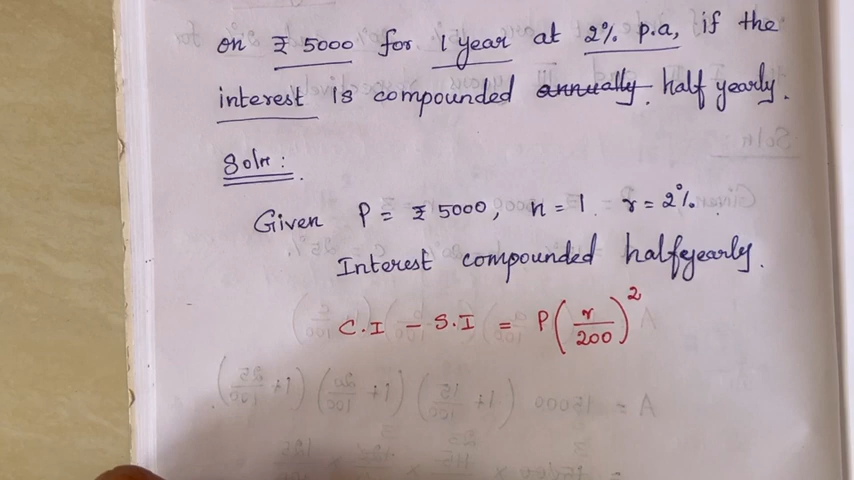 on ₹ 5000 for 1 year at 2% p.a, if the
interest is compounded annually. half yearly.
Soln:
Given P = ₹ 5000, n = 1 r = 2%.
Interest compounded halfyearly.
C.I - S.I = P(r/200)²